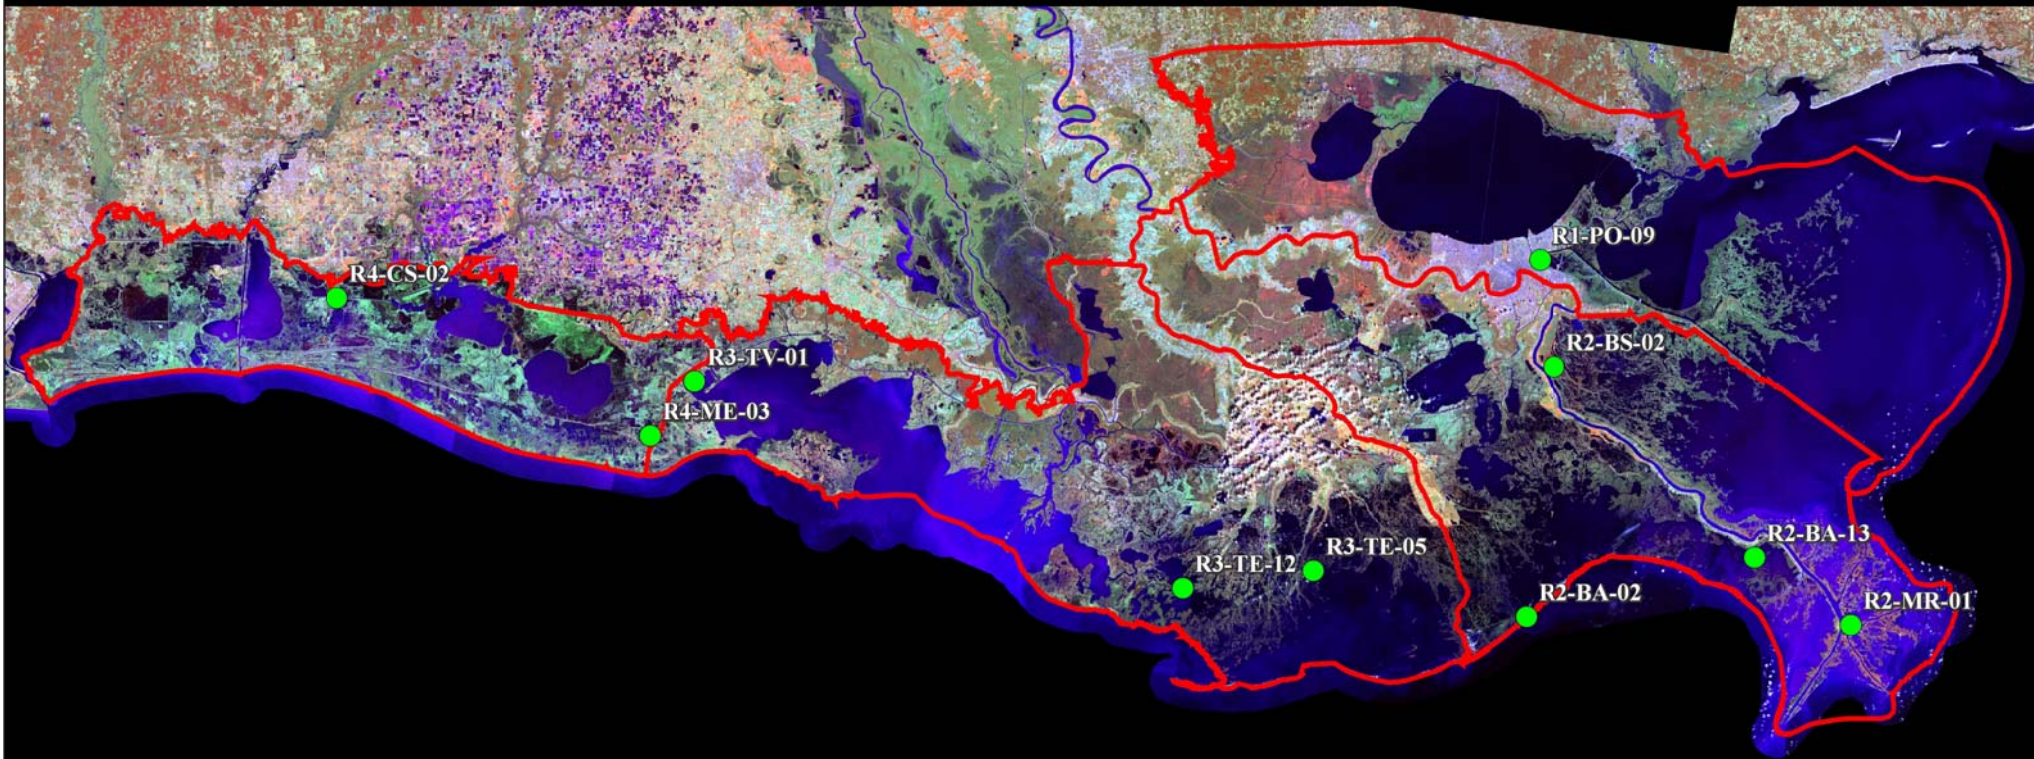 R1-PO-09
R4-CS-02
R3-TV-01
R2-BS-02
R4-ME-03
R2-BA-13
R3-TE-05
R3-TE-12
R2-BA-02
R2-MR-01